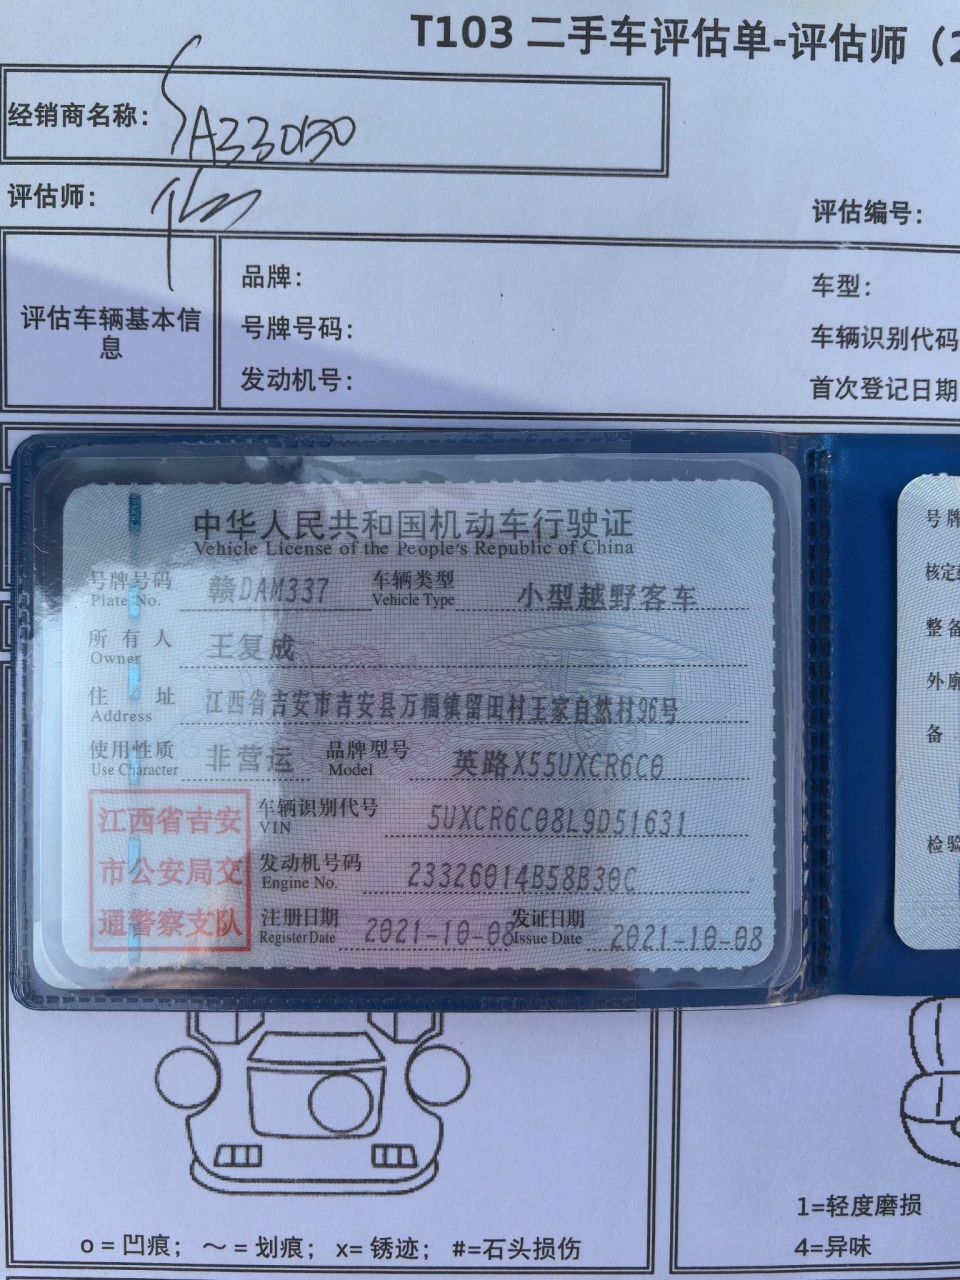 T103 二手车评估单-评估师（2
经销商名称: SA330130
评估师:
评估编号:
评估车辆基本信息
品牌:
车型:
号牌号码:
车辆识别代码
发动机号:
首次登记日期
中华人民共和国机动车行驶证
Vehicle License of the People's Republic of China
号牌号码 Plate No. 赣DAM337 车辆类型 Vehicle Type 小型越野客车
所有人 Owner 王复成
住址 Address 江西省吉安市吉安县万福镇留田村王家自然村96号
使用性质 Use Character 非营运 品牌型号 Model 英路X55UXCR6C0
江西省吉安
市公安局交
通警察支队
车辆识别代号 VIN 5UXCR6C08L9D51631
发动机号码 Engine No. 23326014B58B30C
注册日期 Register Date 2021-10-08 发证日期 Issue Date 2021-10-08
号牌
核定
整备
外廓
备
检验
o = 凹痕; ～ = 划痕; x= 锈迹; #=石头损伤
1=轻度磨损
4=异味